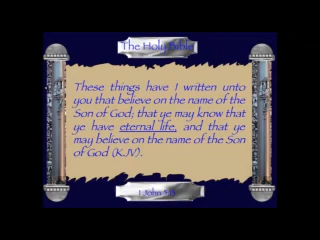 The Holy Bible
These things have I written unto
you that believe on the name of the
Son of God; that ye may know that
ye have eternal life, and that ye
may believe on the name of the Son
of God (KJV).
1 John 5:13